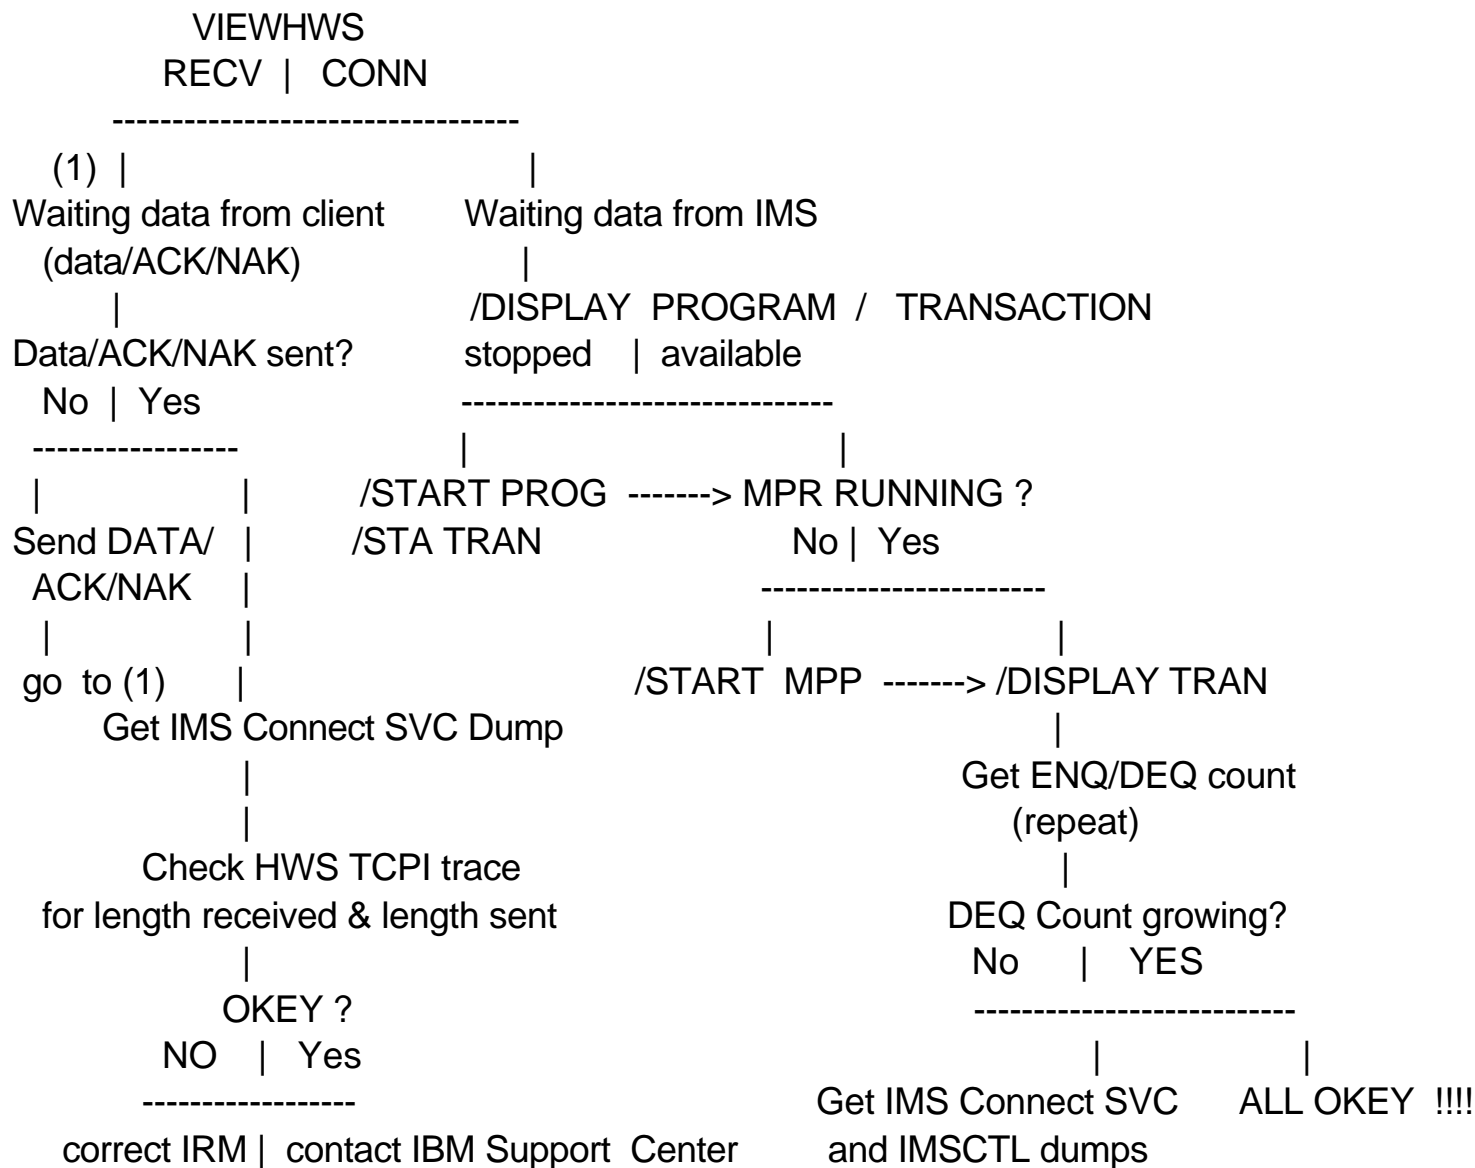 VIEWHWS
RECV | CONN
---------------------------------
(1) | |
Waiting data from client Waiting data from IMS
(data/ACK/NAK) |
| /DISPLAY PROGRAM / TRANSACTION
Data/ACK/NAK sent? stopped | available
No | Yes -------------------------------
----------------- | |
| | /START PROG -------> MPR RUNNING ?
Send DATA/ | /STA TRAN No | Yes
ACK/NAK | ------------------------
| | | |
go to (1) | /START MPP -------> /DISPLAY TRAN
Get IMS Connect SVC Dump |
| Get ENQ/DEQ count
| (repeat)
Check HWS TCPI trace |
for length received & length sent DEQ Count growing?
| No | YES
OKEY ? ---------------------------
NO | Yes | |
------------------ Get IMS Connect SVC ALL OKEY !!!!
correct IRM | contact IBM Support Center and IMSCTL dumps